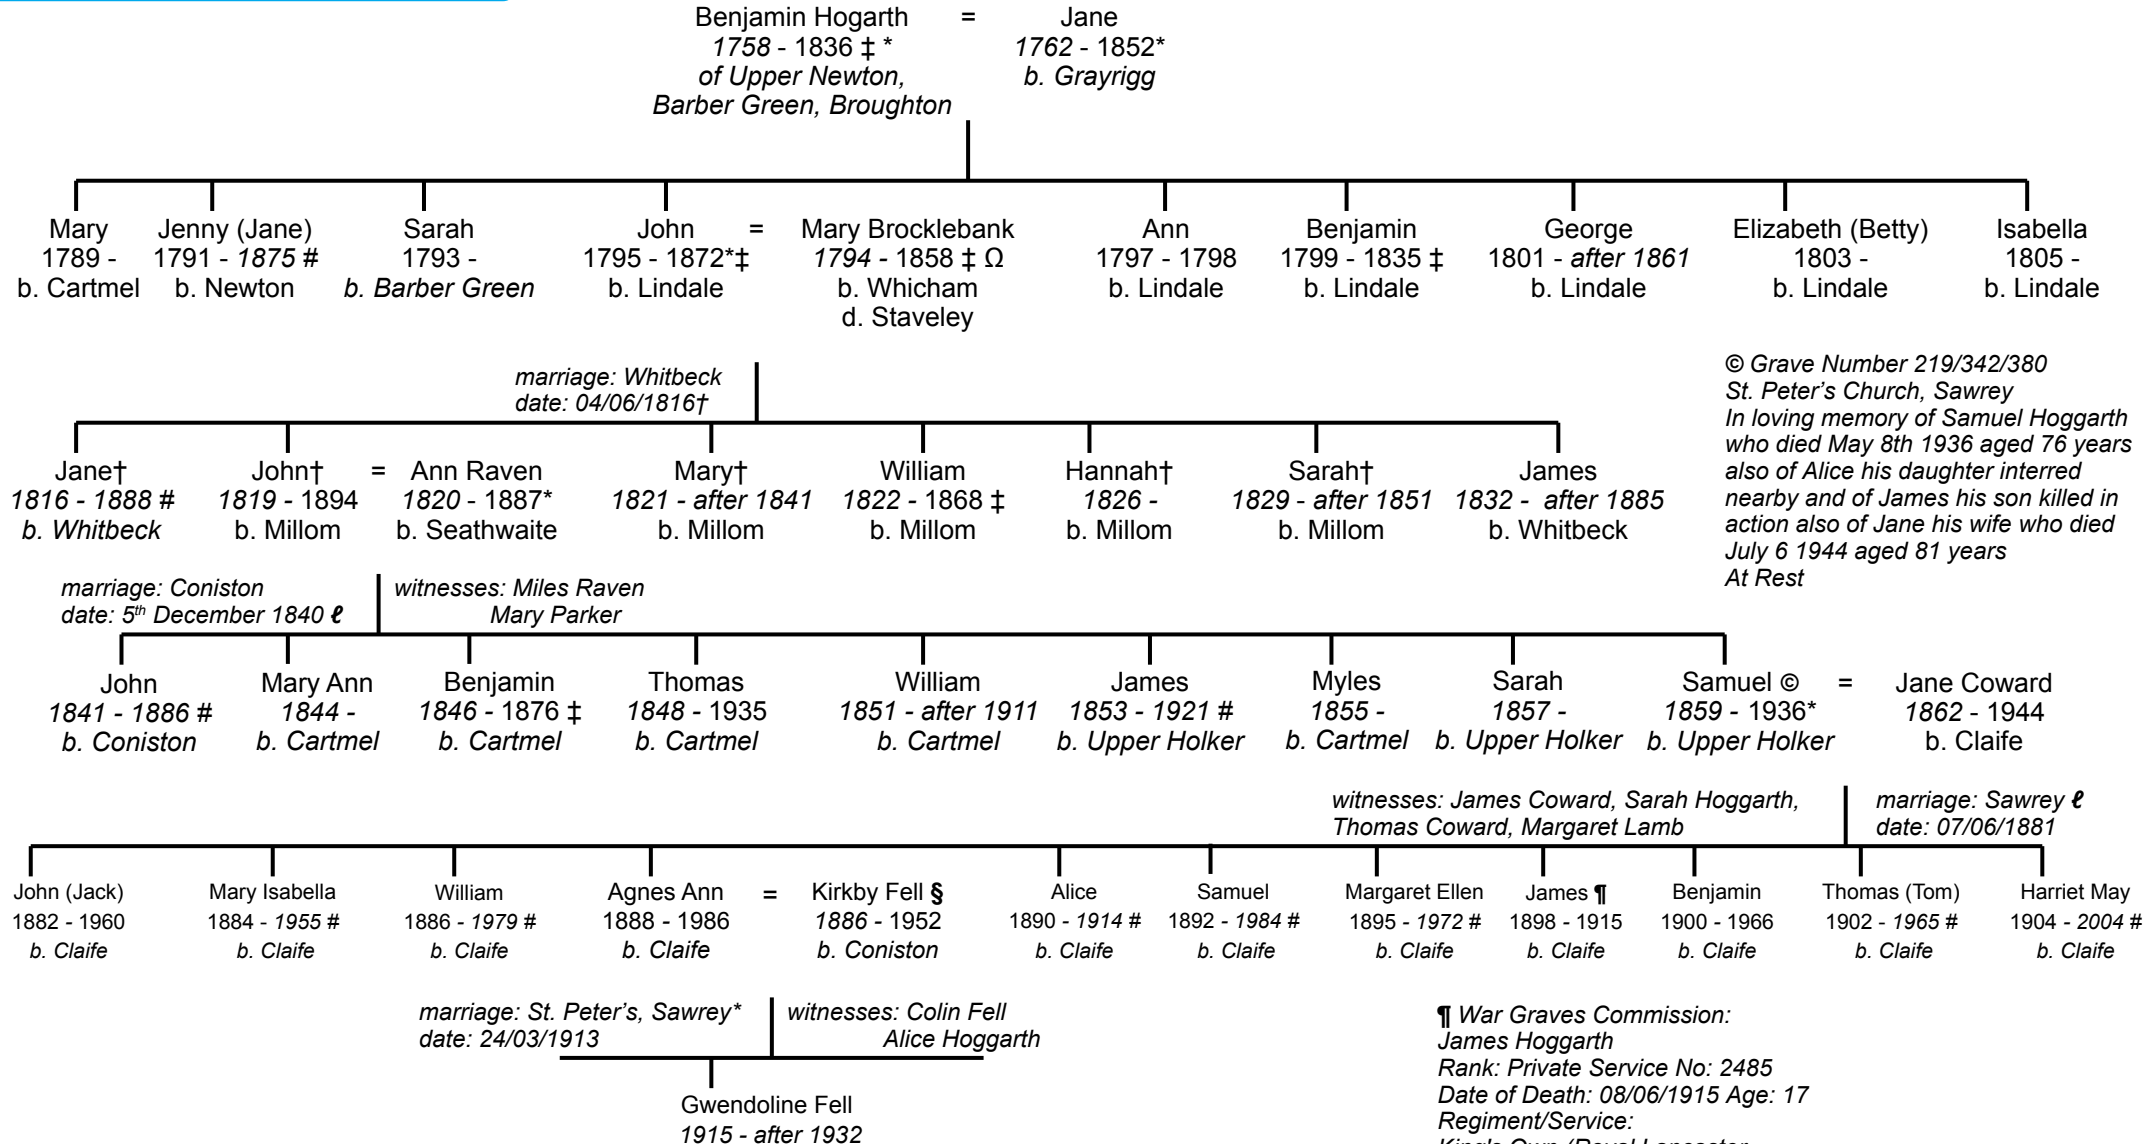 Benjamin Hogarth = Jane
1758 - 1836 ‡ * 1762 - 1852*
of Upper Newton, b. Grayrigg
Barber Green, Broughton
Mary Jenny (Jane) Sarah John = Mary Brocklebank Ann Benjamin George Elizabeth (Betty) Isabella
1789 - 1791 - 1875 # 1793 - 1795 - 1872*‡ 1794 - 1858 ‡ Ω 1797 - 1798 1799 - 1835 ‡ 1801 - after 1861 1803 - 1805 -
b. Cartmel b. Newton b. Barber Green b. Lindale b. Whicham b. Lindale b. Lindale b. Lindale b. Lindale b. Lindale
d. Staveley
marriage: Whitbeck
date: 04/06/1816†
© Grave Number 219/342/380
St. Peter's Church, Sawrey
In loving memory of Samuel Hoggarth
who died May 8th 1936 aged 76 years
also of Alice his daughter interred
nearby and of James his son killed in
action also of Jane his wife who died
July 6 1944 aged 81 years
At Rest
Jane† John† = Ann Raven Mary† William Hannah† Sarah† James
1816 - 1888 # 1819 - 1894 1820 - 1887* 1821 - after 1841 1822 - 1868 ‡ 1826 - 1829 - after 1851 1832 - after 1885
b. Whitbeck b. Millom b. Seathwaite b. Millom b. Millom b. Millom b. Millom b. Whitbeck
marriage: Coniston witnesses: Miles Raven
date: 5th December 1840 ℓ Mary Parker
John Mary Ann Benjamin Thomas William James Myles Sarah Samuel © = Jane Coward
1841 - 1886 # 1844 - 1846 - 1876 ‡ 1848 - 1935 1851 - after 1911 1853 - 1921 # 1855 - 1857 - 1859 - 1936* 1862 - 1944
b. Coniston b. Cartmel b. Cartmel b. Cartmel b. Cartmel b. Upper Holker b. Cartmel b. Upper Holker b. Upper Holker b. Claife
witnesses: James Coward, Sarah Hoggarth, marriage: Sawrey ℓ
Thomas Coward, Margaret Lamb date: 07/06/1881
John (Jack) Mary Isabella William Agnes Ann = Kirkby Fell § Alice Samuel Margaret Ellen James ¶ Benjamin Thomas (Tom) Harriet May
1882 - 1960 1884 - 1955 # 1886 - 1979 # 1888 - 1986 1886 - 1952 1890 - 1914 # 1892 - 1984 # 1895 - 1972 # 1898 - 1915 1900 - 1966 1902 - 1965 # 1904 - 2004 #
b. Claife b. Claife b. Claife b. Claife b. Coniston b. Claife b. Claife b. Claife b. Claife b. Claife b. Claife b. Claife
marriage: St. Peter's, Sawrey* witnesses: Colin Fell
date: 24/03/1913 Alice Hoggarth
Gwendoline Fell
1915 - after 1932
¶ War Graves Commission:
James Hoggarth
Rank: Private Service No: 2485
Date of Death: 08/06/1915 Age: 17
Regiment/Service:
King's Own (Royal Lancaster